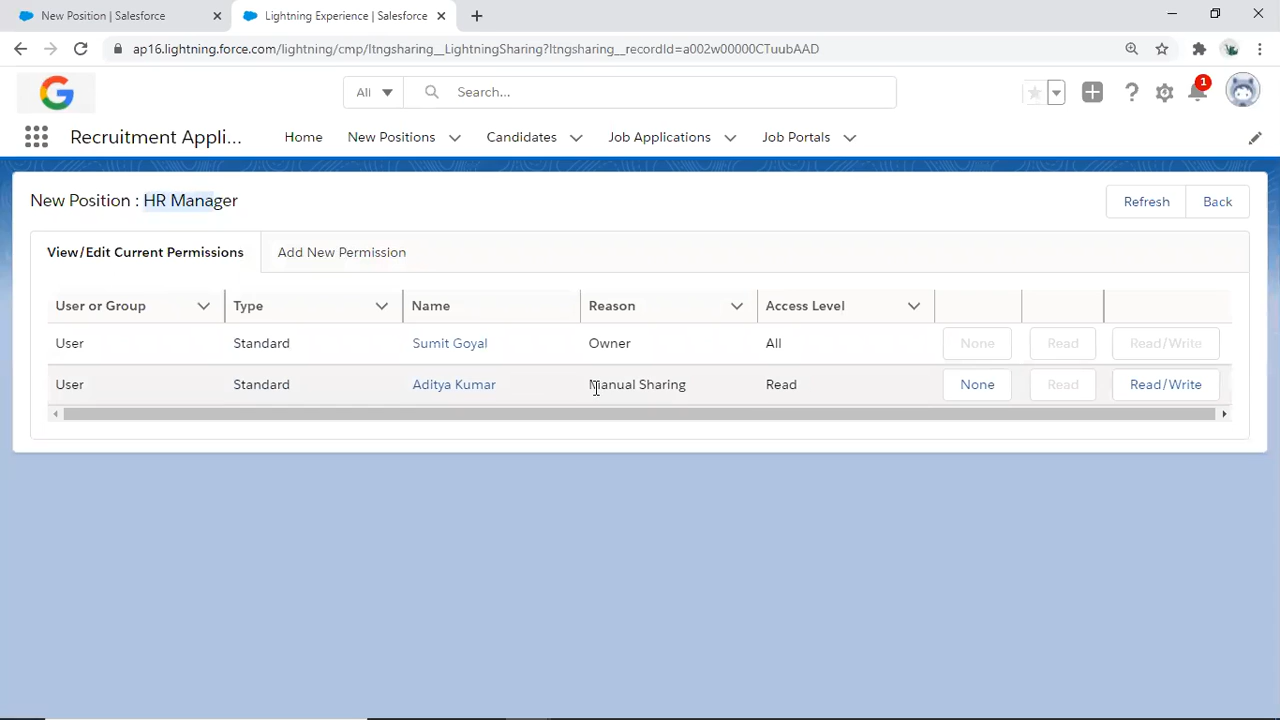 New Position | Salesforce
Lightning Experience | Salesforce
ap16.lightning.force.com/lightning/cmp/ltngsharing__LightningSharing?ltngsharing__recordId=a002w00000CTuubAAD
G
All
Search...
1
Recruitment Appli...
Home
New Positions
Candidates
Job Applications
Job Portals
New Position : HR Manager
Refresh
Back
View/Edit Current Permissions
Add New Permission
User or Group
Type
Name
Reason
Access Level
User
Standard
Sumit Goyal
Owner
All
None
Read
Read/Write
User
Standard
Aditya Kumar
Manual Sharing
Read
None
Read
Read/Write